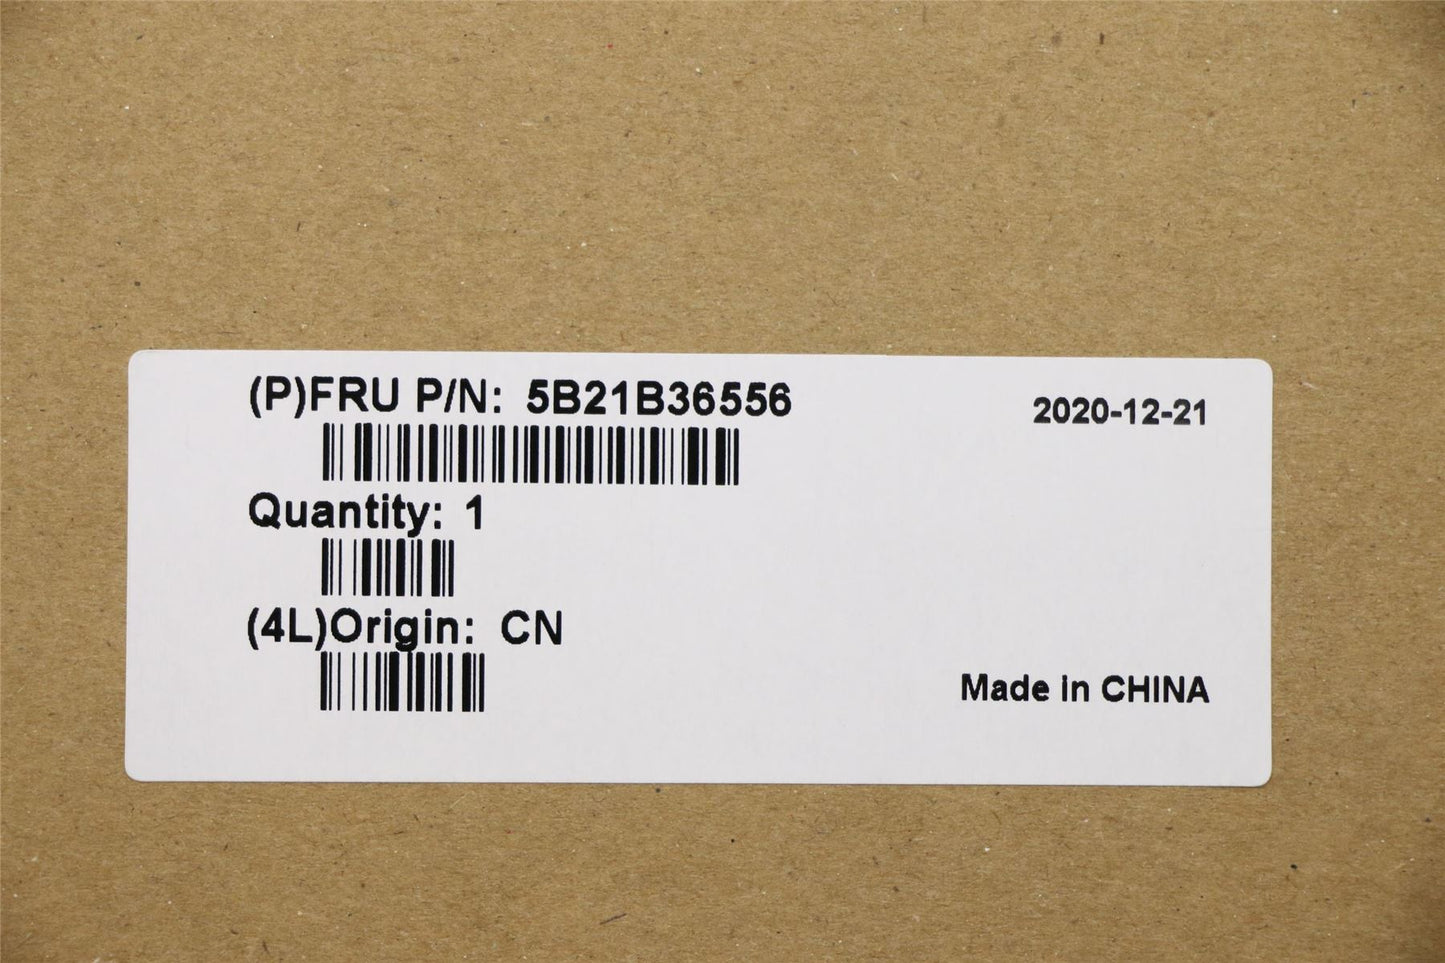 (P)FRU P/N: 5B21B36556
2020-12-21
Quantity: 1
(4L)Origin: CN
Made in CHINA